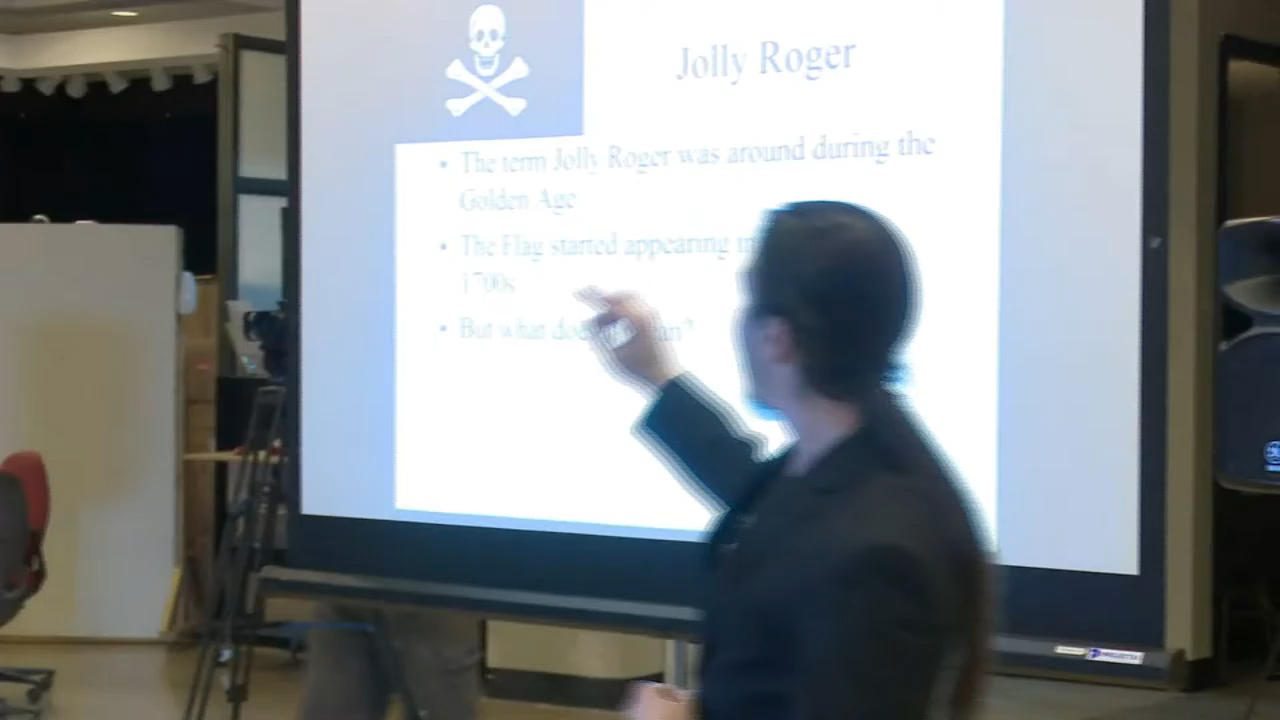 Jolly Roger
• The term Jolly Roger was around during the
Golden Age
• The Flag started appearing
1700s
• But what